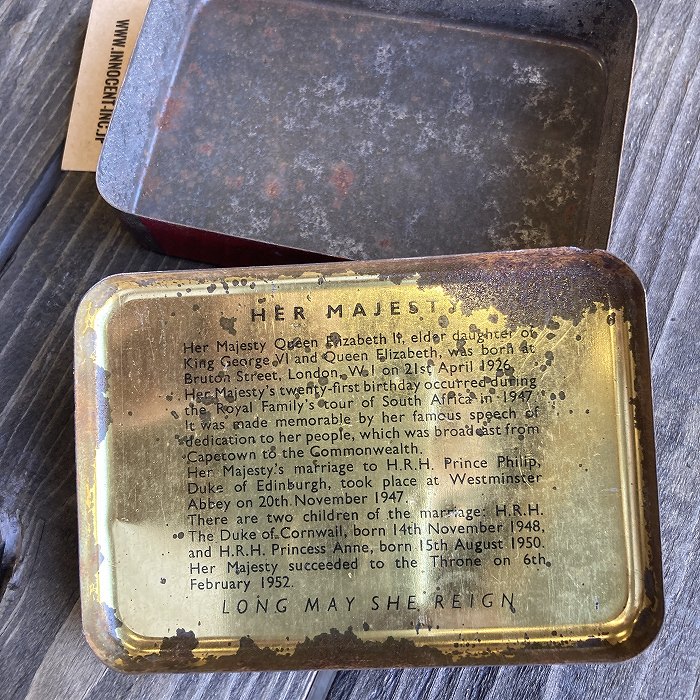 WWW.INNOCENT-INC.JP
HER MAJESTY
Her Majesty Queen Elizabeth II, elder daughter of
King George VI and Queen Elizabeth, was born at
Bruton Street, London, W.1 on 21st April 1926.
Her Majesty's twenty-first birthday occurred during
the Royal Family's tour of South Africa in 1947.
It was made memorable by her famous speech of
dedication to her people, which was broadcast from
Capetown to the Commonwealth.
Her Majesty's marriage to H.R.H. Prince Philip,
Duke of Edinburgh, took place at Westminster
Abbey on 20th November 1947.
There are two children of the marriage: H.R.H.
The Duke of Cornwall, born 14th November 1948,
and H.R.H. Princess Anne, born 15th August 1950.
Her Majesty succeeded to the Throne on 6th
February 1952.
LONG MAY SHE REIGN